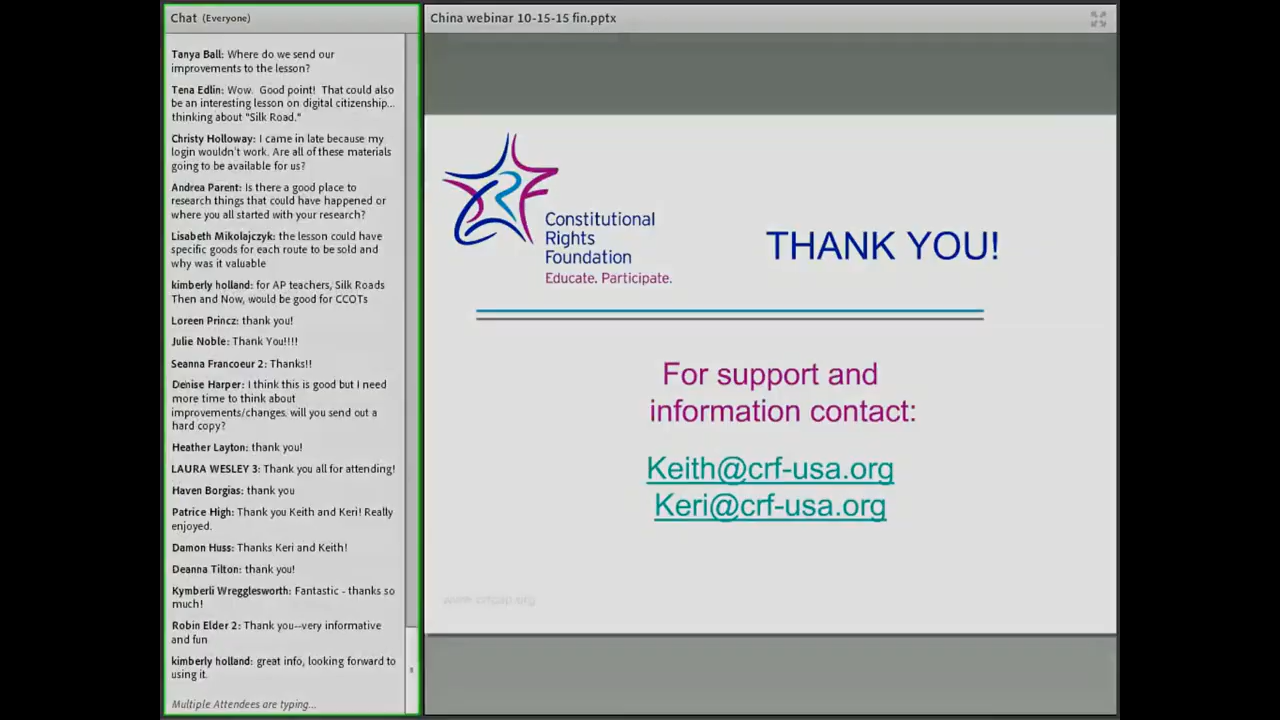 Chat (Everyone)
Tanya Ball: Where do we send our
improvements to the lesson?
Tena Edlin: Wow. Good point! That could also
be an interesting lesson on digital citizenship...
thinking about "Silk Road."
Christy Holloway: I came in late because my
login wouldn't work. Are all of these materials
going to be available for us?
Andrea Parent: Is there a good place to
research things that could have happened or
where you all started with your research?
Lisabeth Mikolajczyk: the lesson could have
specific goods for each route to be sold and
why was it valuable
kimberly holland: for AP teachers, Silk Roads
Then and Now, would be good for CCOTs
Loreen Princz: thank you!
Julie Noble: Thank You!!!!
Seanna Francoeur 2: Thanks!!
Denise Harper: I think this is good but I need
more time to think about
improvements/changes. will you send out a
hard copy?
Heather Layton: thank you!
LAURA WESLEY 3: Thank you all for attending!
Haven Borgias: thank you
Patrice High: Thank you Keith and Keri! Really
enjoyed.
Damon Huss: Thanks Keri and Keith!
Deanna Tilton: thank you!
Kymberli Wregglesworth: Fantastic - thanks so
much!
Robin Elder 2: Thank you--very informative
and fun
kimberly holland: great info, looking forward to
using it.
Multiple Attendees are typing...
China webinar 10-15-15 fin.pptx
CRF
Constitutional
Rights
Foundation
Educate. Participate.
THANK YOU!
For support and
information contact:
Keith@crf-usa.org
Keri@crf-usa.org